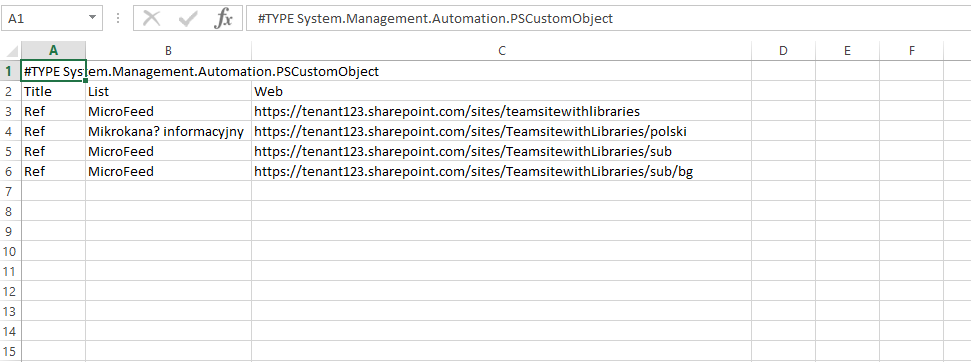 A1 fx #TYPE System.Management.Automation.PSCustomObject
A B C D E F
1 #TYPE System.Management.Automation.PSCustomObject
2 Title List Web
3 Ref MicroFeed https://tenant123.sharepoint.com/sites/teamsitewithlibraries
4 Ref Mikrokana? informacyjny https://tenant123.sharepoint.com/sites/TeamsitewithLibraries/polski
5 Ref MicroFeed https://tenant123.sharepoint.com/sites/TeamsitewithLibraries/sub
6 Ref MicroFeed https://tenant123.sharepoint.com/sites/TeamsitewithLibraries/sub/bg
7
8
9
10
11
12
13
14
15